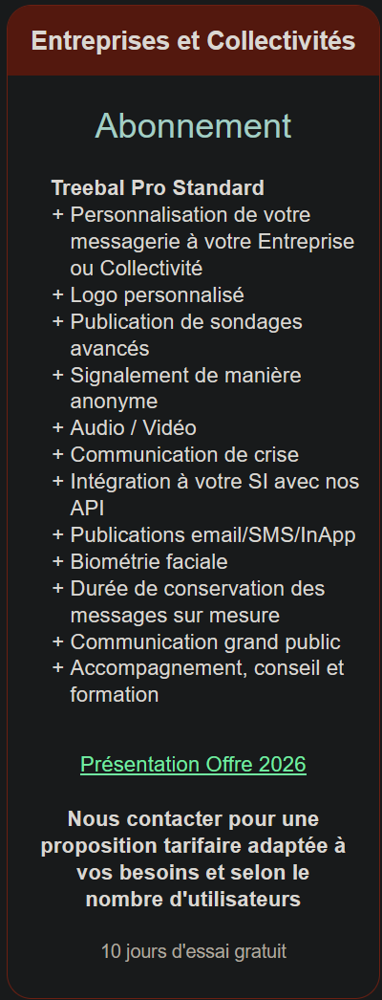 Entreprises et Collectivités
Abonnement
Treebal Pro Standard
+ Personnalisation de votre
messagerie à votre Entreprise
ou Collectivité
+ Logo personnalisé
+ Publication de sondages
avancés
+ Signalement de manière
anonyme
+ Audio / Vidéo
+ Communication de crise
+ Intégration à votre SI avec nos
API
+ Publications email/SMS/InApp
+ Biométrie faciale
+ Durée de conservation des
messages sur mesure
+ Communication grand public
+ Accompagnement, conseil et
formation
Présentation Offre 2026
Nous contacter pour une
proposition tarifaire adaptée à
vos besoins et selon le
nombre d'utilisateurs
10 jours d'essai gratuit